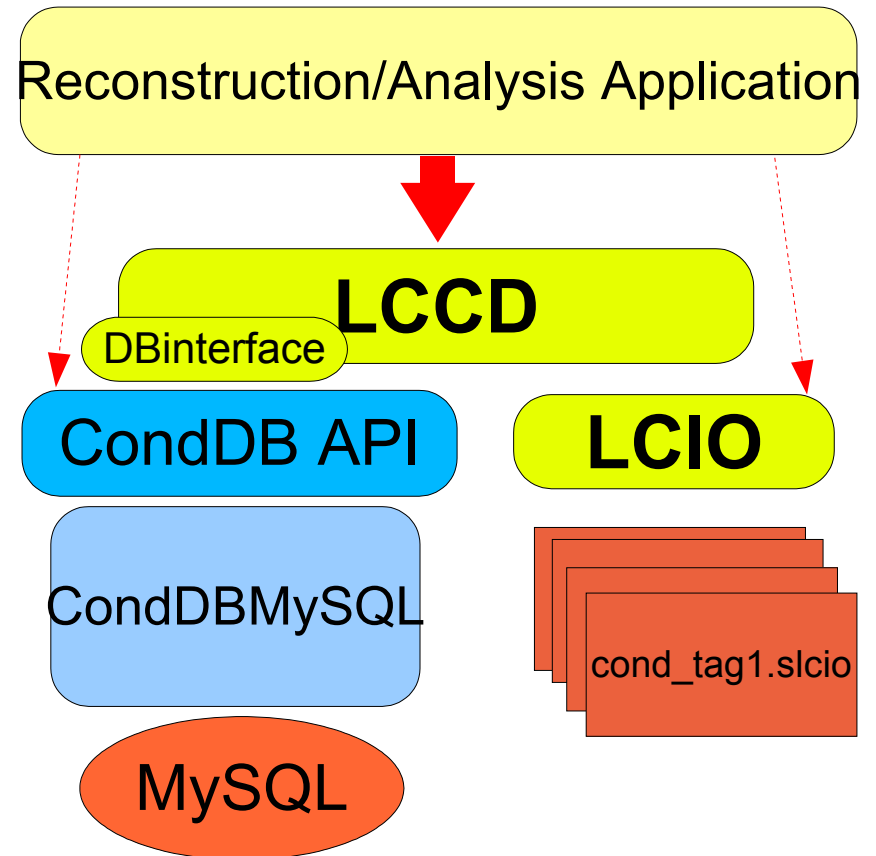 Reconstruction/Analysis Application
LCCD
DBinterface
CondDB API
LCIO
CondDBMySQL
cond_tag1.slcio
MySQL